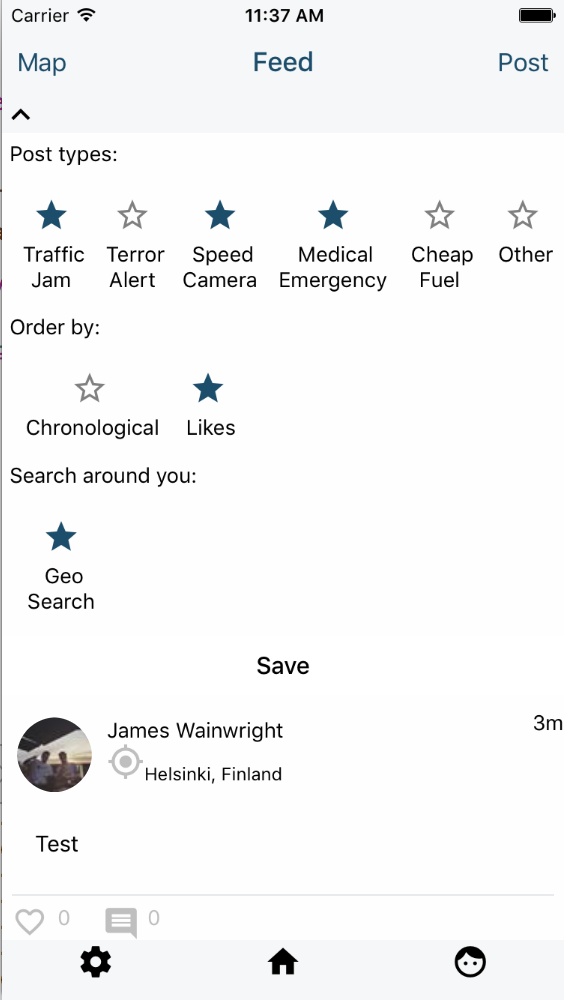 Carrier 11:37 AM
Map Feed Post
Post types:
Traffic Terror Speed Medical Cheap Other
Jam Alert Camera Emergency Fuel
Order by:
Chronological Likes
Search around you:
Geo
Search
Save
James Wainwright 3m
Helsinki, Finland
Test
0 0